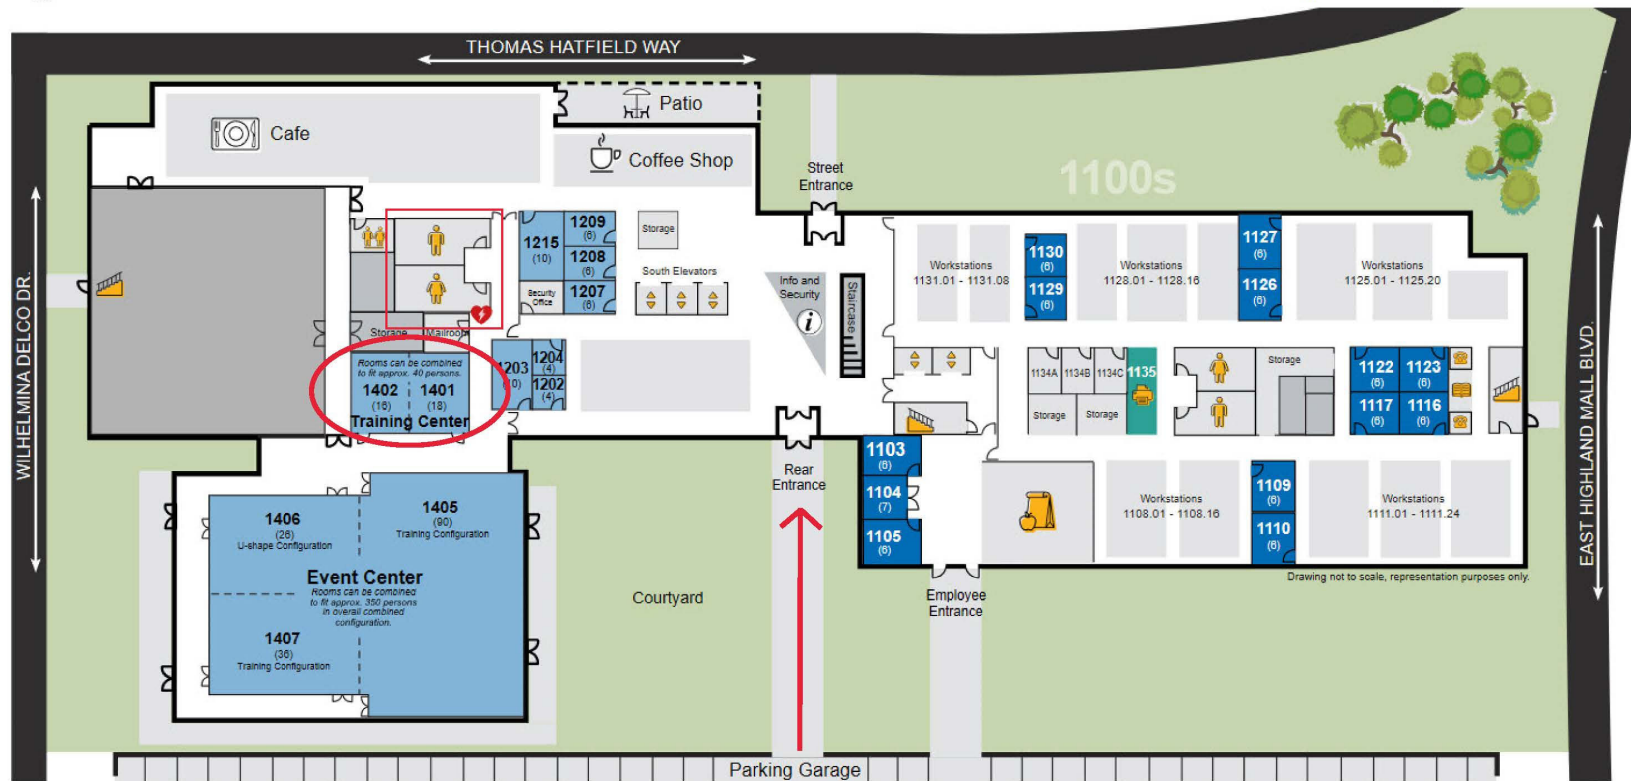 THOMAS HATFIELD WAY
Patio
Cafe
Coffee Shop
Street
Entrance
1100s
WILHELMINA DELCO DR.
EAST HIGHLAND MALL BLVD.
1215
(10)
1209
(6)
1208
(6)
1207
(6)
Security
Office
Storage
South Elevators
Info and
Security
i
Staircase
Workstations
1131.01 - 1131.08
1130
(6)
1129
(6)
Workstations
1128.01 - 1128.16
1127
(6)
1126
(6)
Workstations
1125.01 - 1125.20
Storage
Mailroom
Rooms can be combined
to fit approx. 40 persons.
1402
(16)
1401
(18)
Training Center
1203
(10)
1204
(4)
1202
(4)
1134A
1134B
1134C
1135
Storage
Storage
Storage
1122
(6)
1123
(6)
1117
(6)
1116
(6)
Rear
Entrance
1103
(6)
1104
(7)
1105
(6)
Workstations
1108.01 - 1108.16
1109
(6)
1110
(6)
Workstations
1111.01 - 1111.24
Drawing not to scale, representation purposes only.
Employee
Entrance
1406
(26)
U-shape Configuration
1405
(90)
Training Configuration
Event Center
Rooms can be combined
to fit approx. 350 persons
in overall combined
configuration.
1407
(36)
Training Configuration
Courtyard
Parking Garage